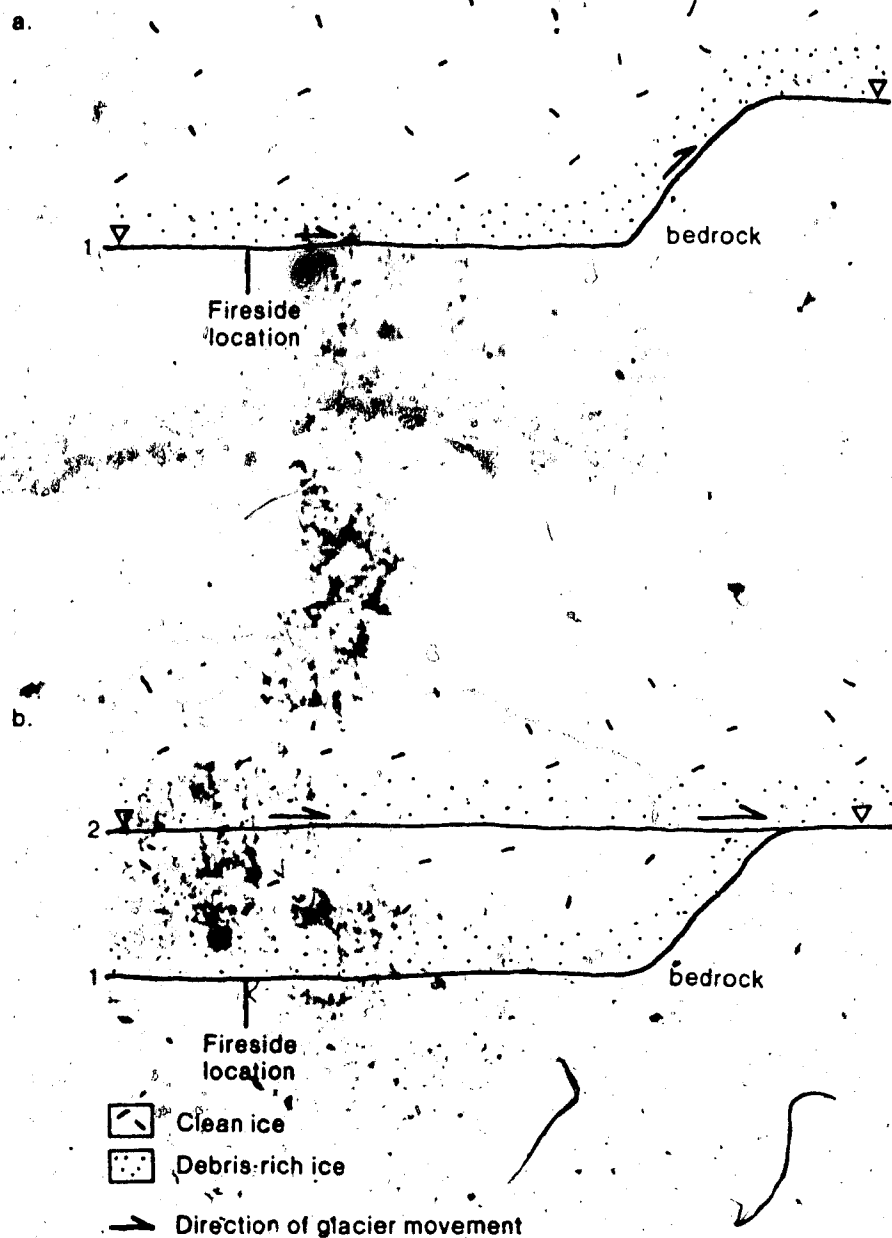 a.
1
bedrock
Fireside
location
b.
2
1
bedrock
Fireside
location
Clean ice
Debris-rich ice
Direction of glacier movement